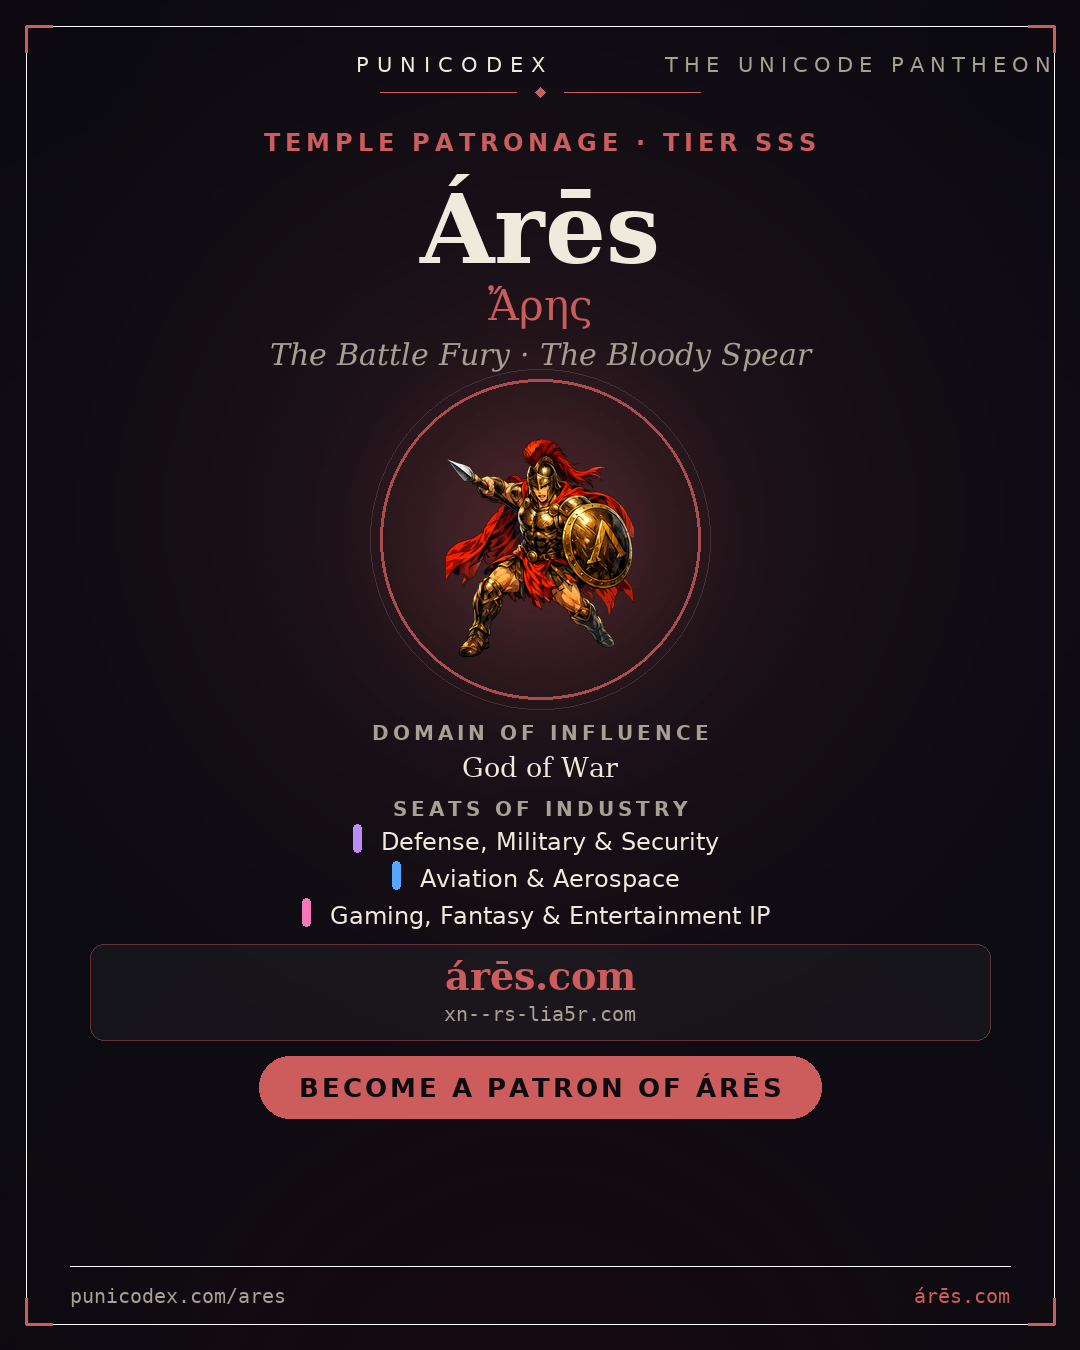 PUNICODEX THE UNICODE PANTHEON
TEMPLE PATRONAGE · TIER SSS
Árēs
Ἄρης
The Battle Fury · The Bloody Spear
DOMAIN OF INFLUENCE
God of War
SEATS OF INDUSTRY
Defense, Military & Security
Aviation & Aerospace
Gaming, Fantasy & Entertainment IP
árēs.com
xn--rs-lia5r.com
BECOME A PATRON OF ÁRĒS
punicodex.com/ares árēs.com